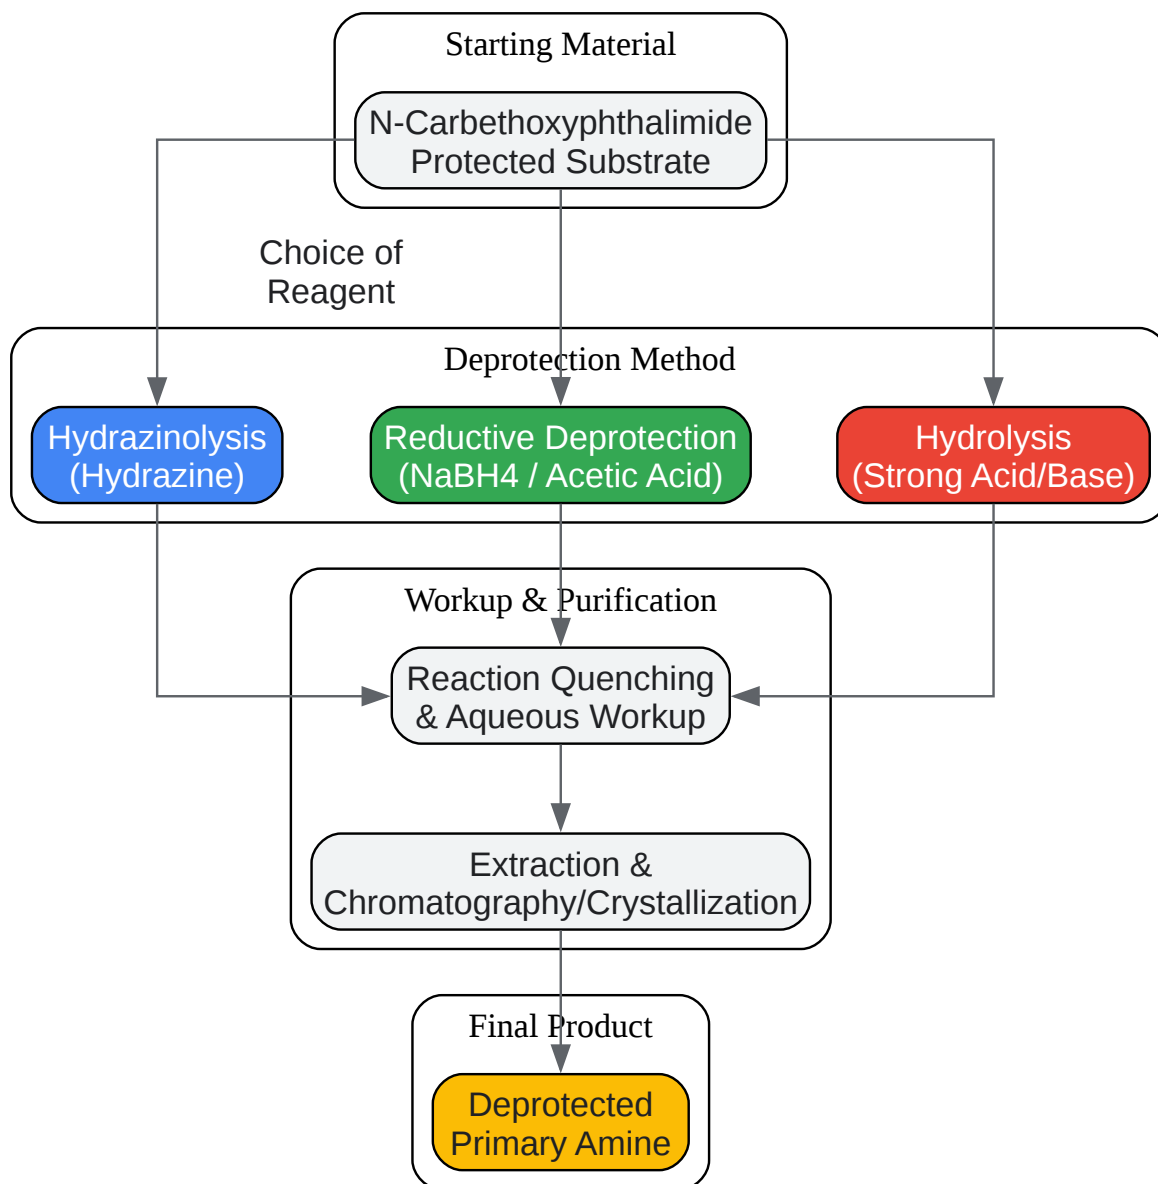 Starting Material
N-Carbethoxyphthalimide
Protected Substrate
Choice of
Reagent
Deprotection Method
Hydrazinolysis
(Hydrazine)
Reductive Deprotection
(NaBH4 / Acetic Acid)
Hydrolysis
(Strong Acid/Base)
Workup & Purification
Reaction Quenching
& Aqueous Workup
Extraction &
Chromatography/Crystallization
Final Product
Deprotected
Primary Amine